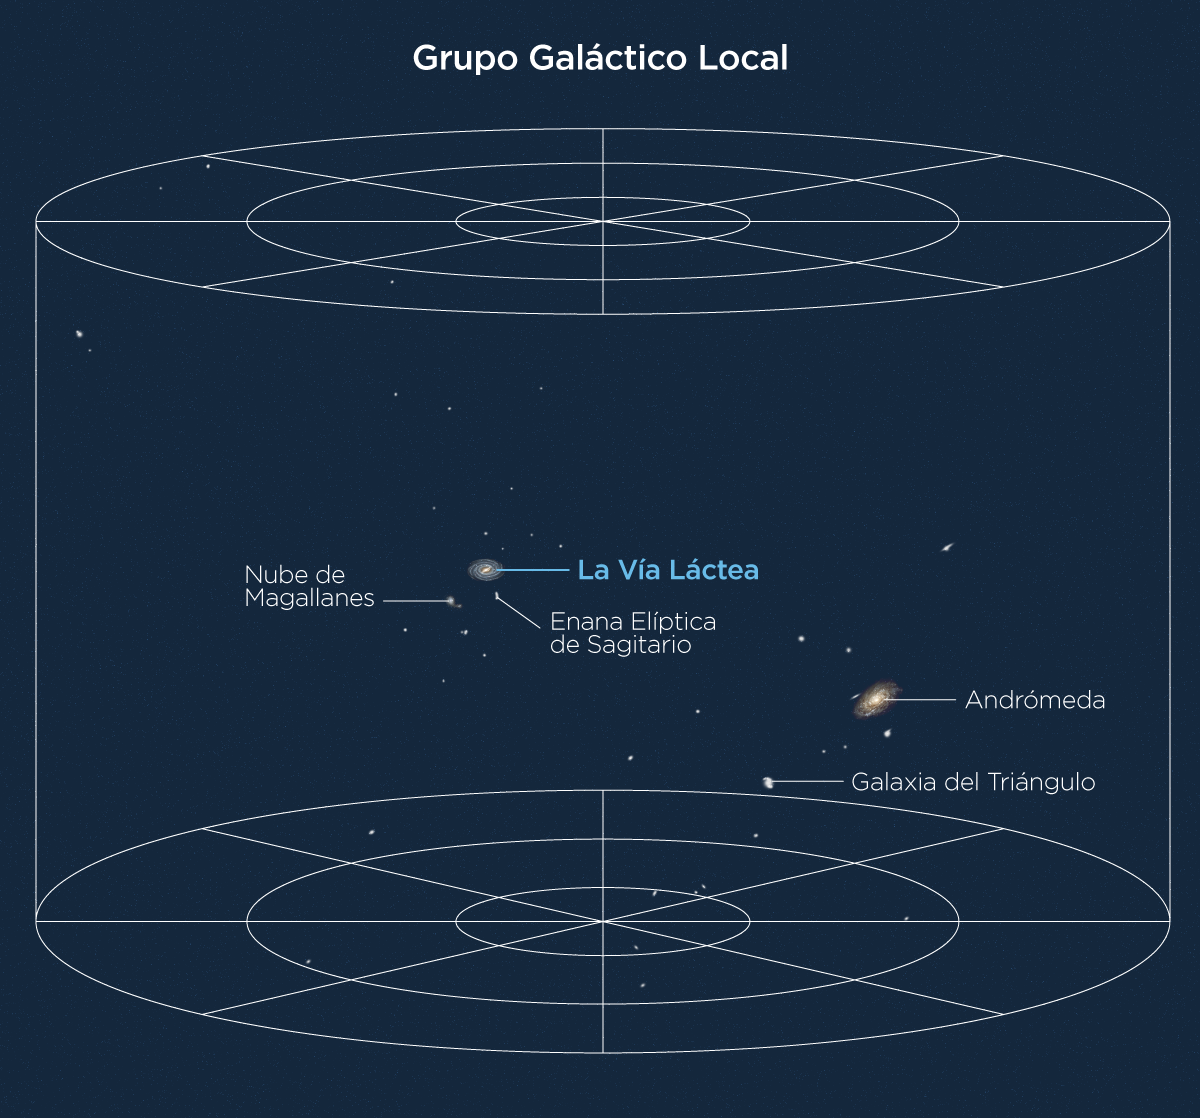 Grupo Galáctico Local
Nube de
Magallanes
La Vía Láctea
Enana Elíptica
de Sagitario
Andrómeda
Galaxia del Triángulo